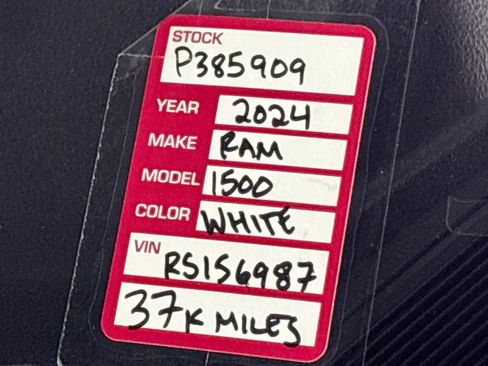 STOCK
P385909
YEAR 2024
MAKE RAM
MODEL 1500
COLOR WHITE
VIN
RS156987
37K MILES